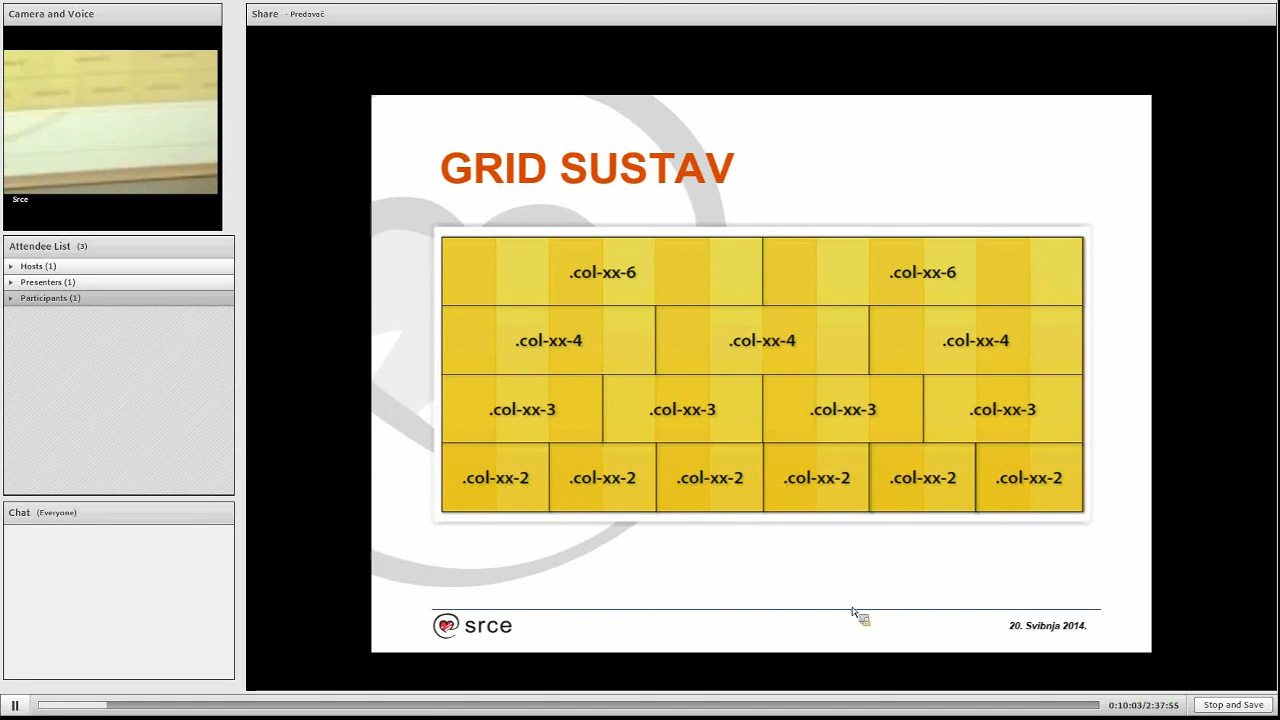 Camera and Voice
Srce
Attendee List (3)
Hosts (1)
Presenters (1)
Participants (1)
Chat (Everyone)
Share - Predavač
GRID SUSTAV
.col-xx-6 .col-xx-6
.col-xx-4 .col-xx-4 .col-xx-4
.col-xx-3 .col-xx-3 .col-xx-3 .col-xx-3
.col-xx-2 .col-xx-2 .col-xx-2 .col-xx-2 .col-xx-2 .col-xx-2
@ srce
20. Svibnja 2014.
0:10:03/2:37:55
Stop and Save